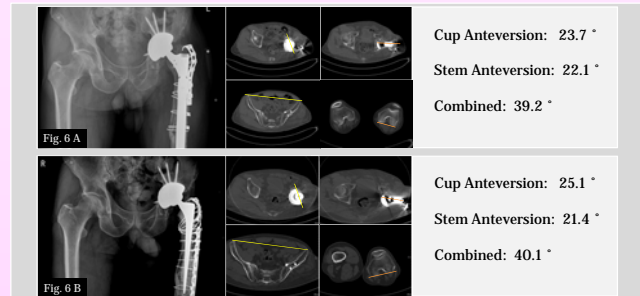 L
Cup Anteversion: 23.7 °
Stem Anteversion: 22.1 °
Combined: 39.2 °
Fig. 6 A
R
Cup Anteversion: 25.1 °
Stem Anteversion: 21.4 °
Combined: 40.1 °
Fig. 6 B